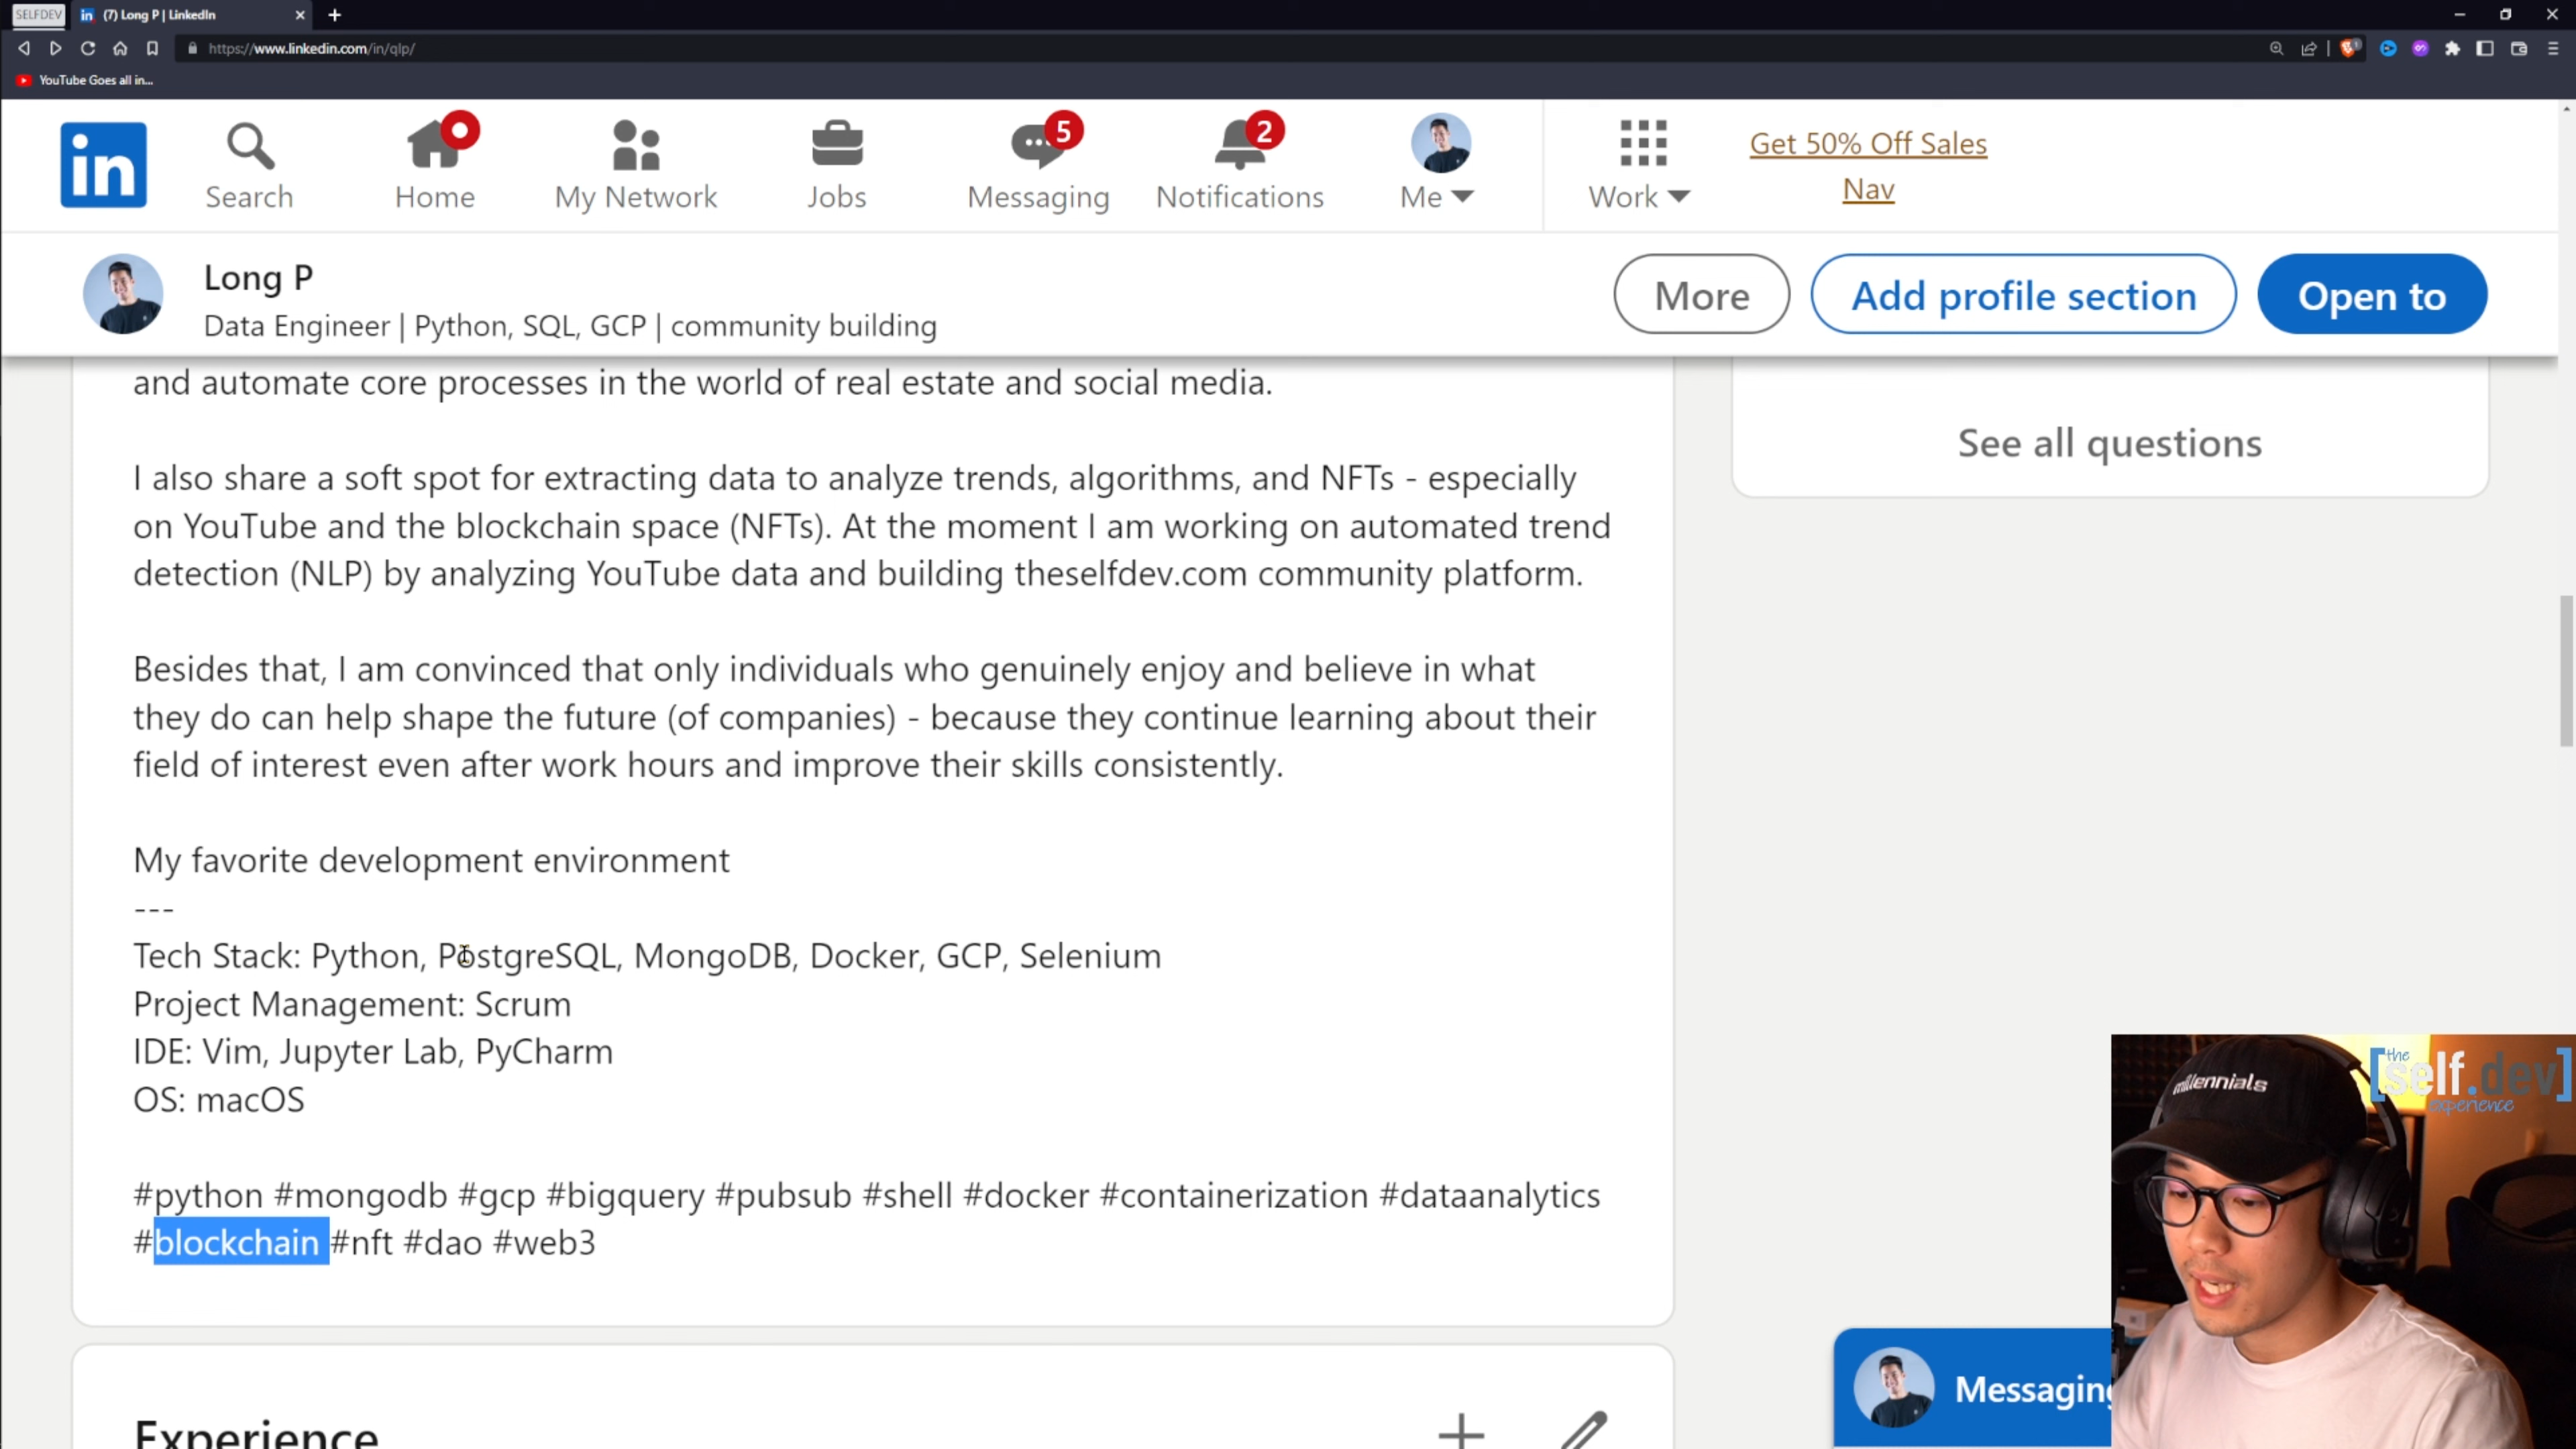 SELFDEV
in (7) Long P | LinkedIn
https://www.linkedin.com/in/qlp/
YouTube Goes all in...
in
Search
Home
My Network
Jobs
5
Messaging
2
Notifications
Me
Work
Get 50% Off Sales
Nav
Long P
Data Engineer | Python, SQL, GCP | community building
More
Add profile section
Open to
and automate core processes in the world of real estate and social media.
See all questions
I also share a soft spot for extracting data to analyze trends, algorithms, and NFTs - especially
on YouTube and the blockchain space (NFTs). At the moment I am working on automated trend
detection (NLP) by analyzing YouTube data and building theselfdev.com community platform.
Besides that, I am convinced that only individuals who genuinely enjoy and believe in what
they do can help shape the future (of companies) - because they continue learning about their
field of interest even after work hours and improve their skills consistently.
My favorite development environment
---
Tech Stack: Python, PostgreSQL, MongoDB, Docker, GCP, Selenium
Project Management: Scrum
IDE: Vim, Jupyter Lab, PyCharm
OS: macOS
#python #mongodb #gcp #bigquery #pubsub #shell #docker #containerization #dataanalytics
#blockchain #nft #dao #web3
Experience
Messaging
millennials
[the
self.dev]
experience